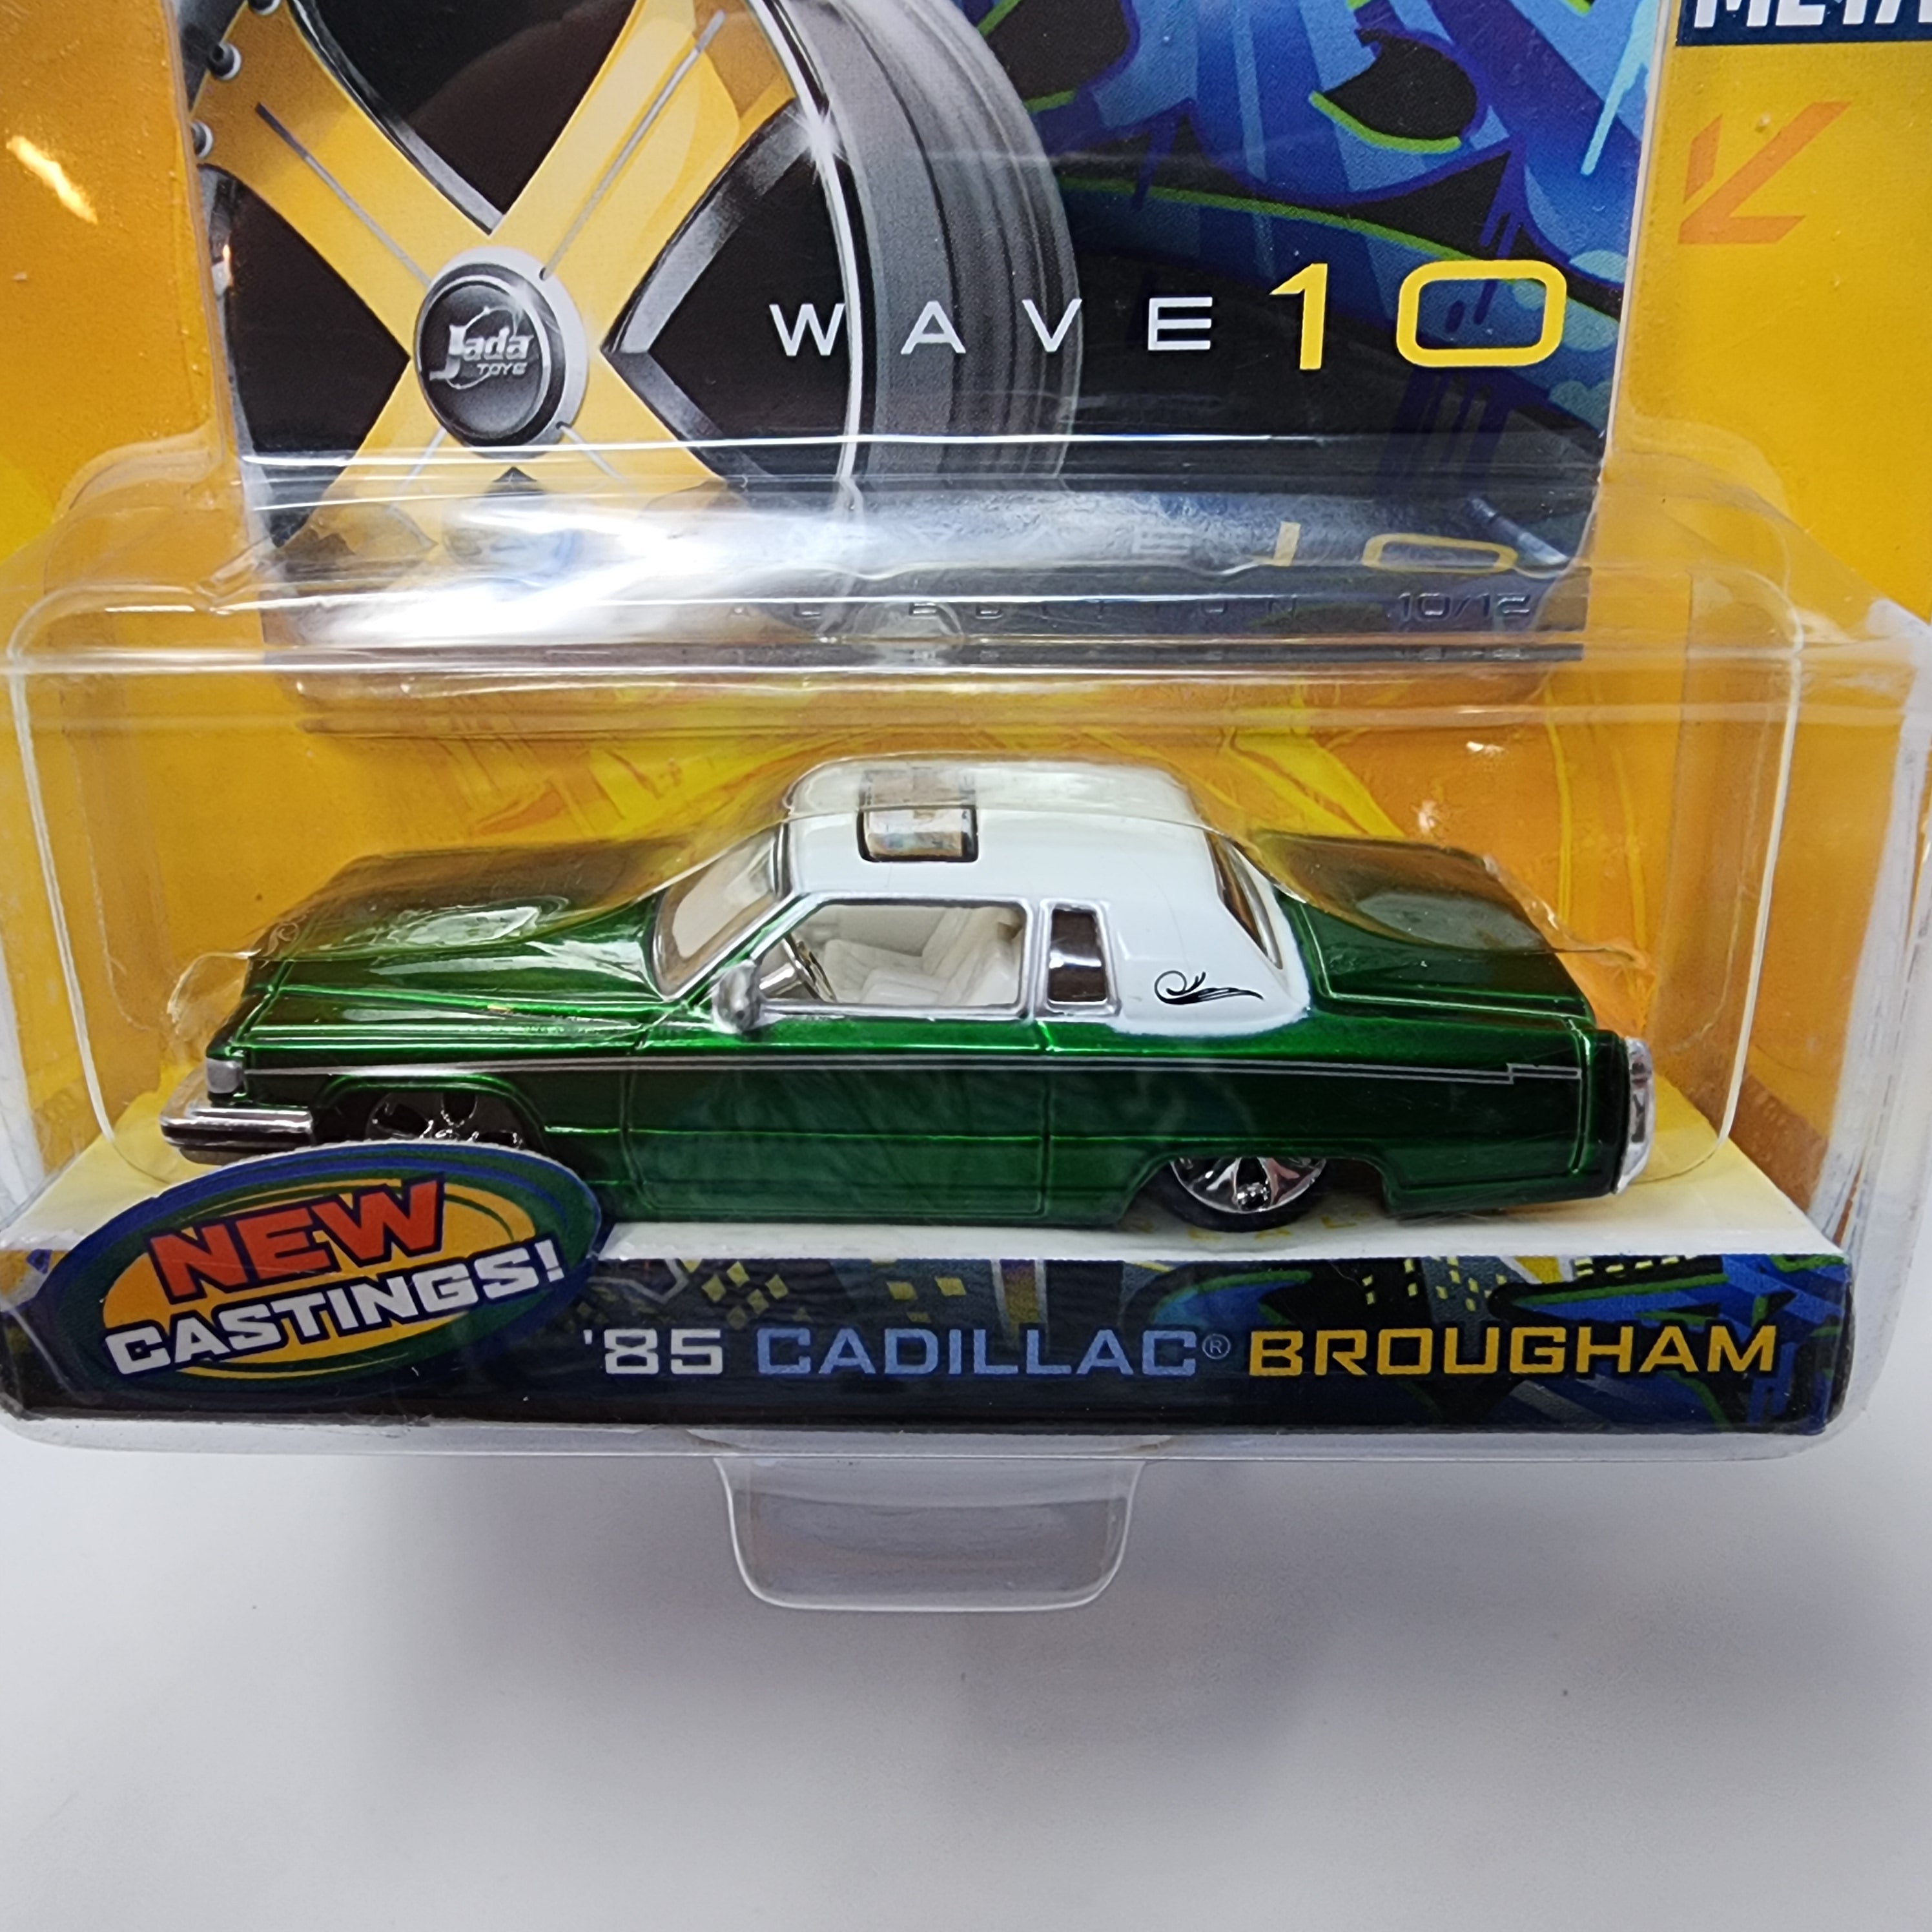 Jada
TOYS
WAVE 10
10/12
NEW
CASTINGS!
'85 CADILLAC® BROUGHAM